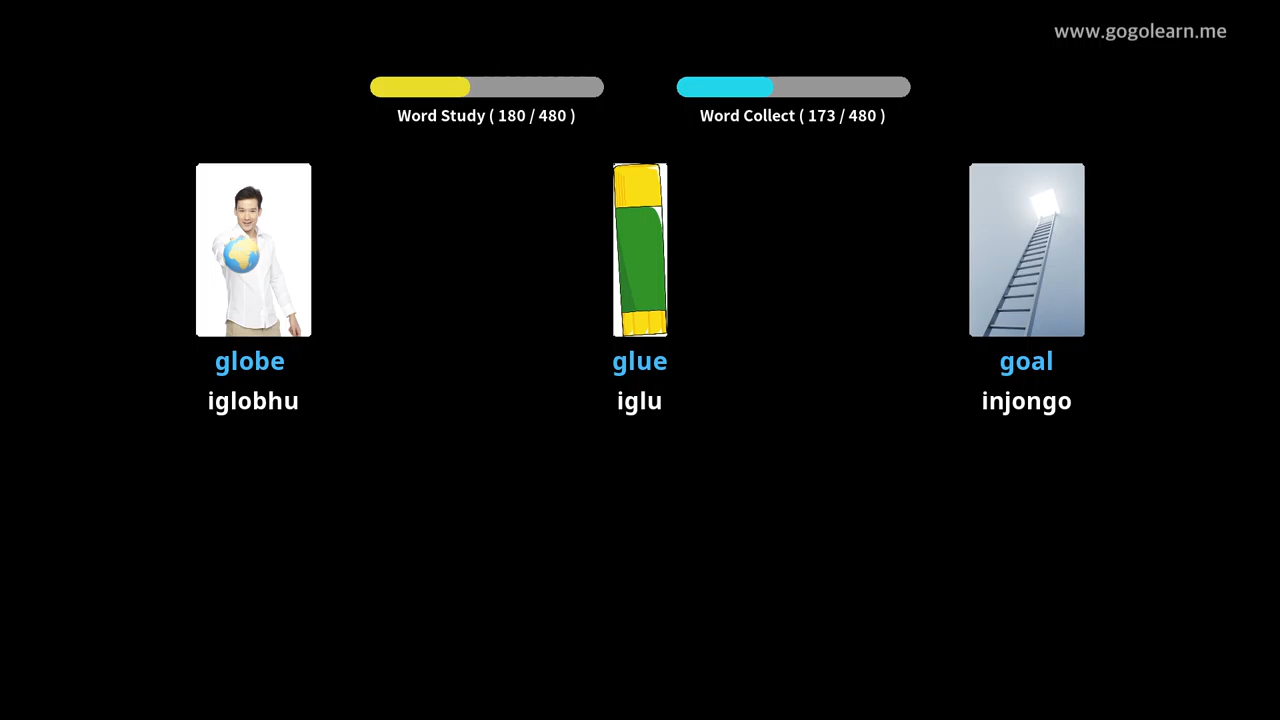 www.gogolearn.me
Word Study ( 180 / 480 )
Word Collect ( 173 / 480 )
globe
iglobhu
glue
iglu
goal
injongo